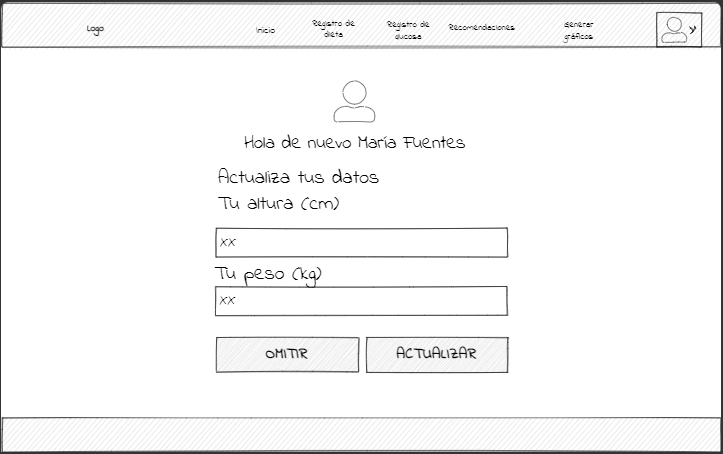 Logo
Inicio
Registro de
dieta
Registro de
glucosa
Recomendaciones
Generar
gráficos
Hola de nuevo María Fuentes
Actualiza tus datos
Tu altura (cm)
XX
Tu peso (kg)
XX
OMITIR
ACTUALIZAR